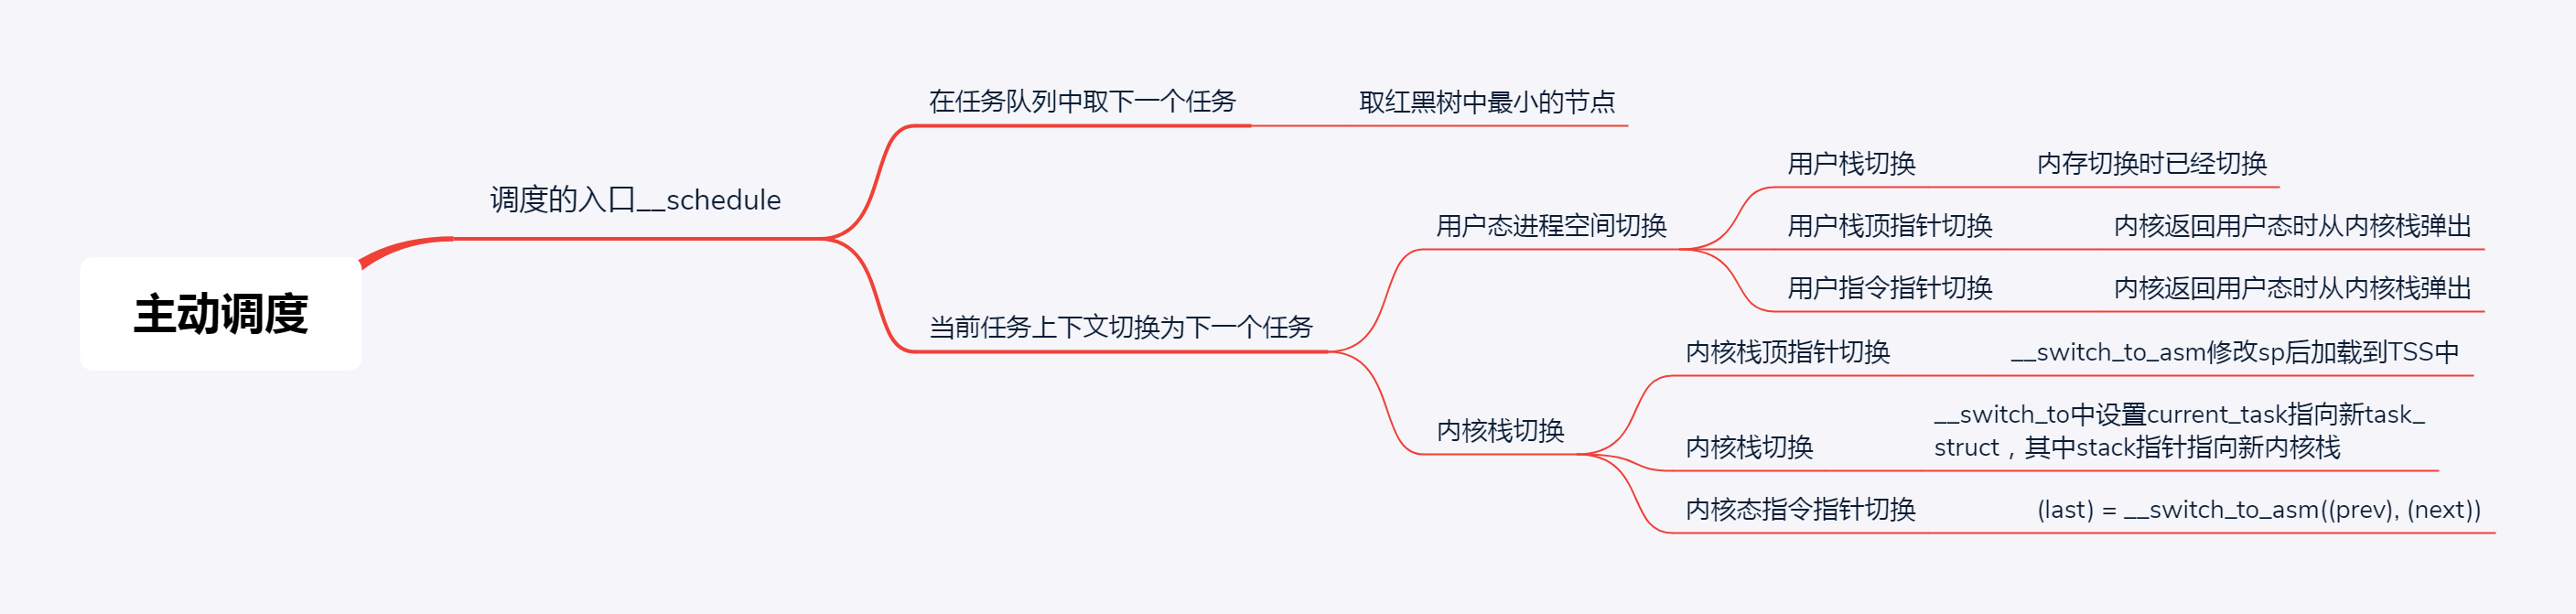 主动调度
调度的入口__schedule
在任务队列中取下一个任务
取红黑树中最小的节点
当前任务上下文切换为下一个任务
用户态进程空间切换
用户栈切换
内存切换时已经切换
用户栈顶指针切换
内核返回用户态时从内核栈弹出
用户指令指针切换
内核返回用户态时从内核栈弹出
内核栈切换
内核栈顶指针切换
__switch_to_asm修改sp后加载到TSS中
内核栈切换
__switch_to中设置current_task指向新task_
struct，其中stack指针指向新内核栈
内核态指令指针切换
(last) = __switch_to_asm((prev), (next))